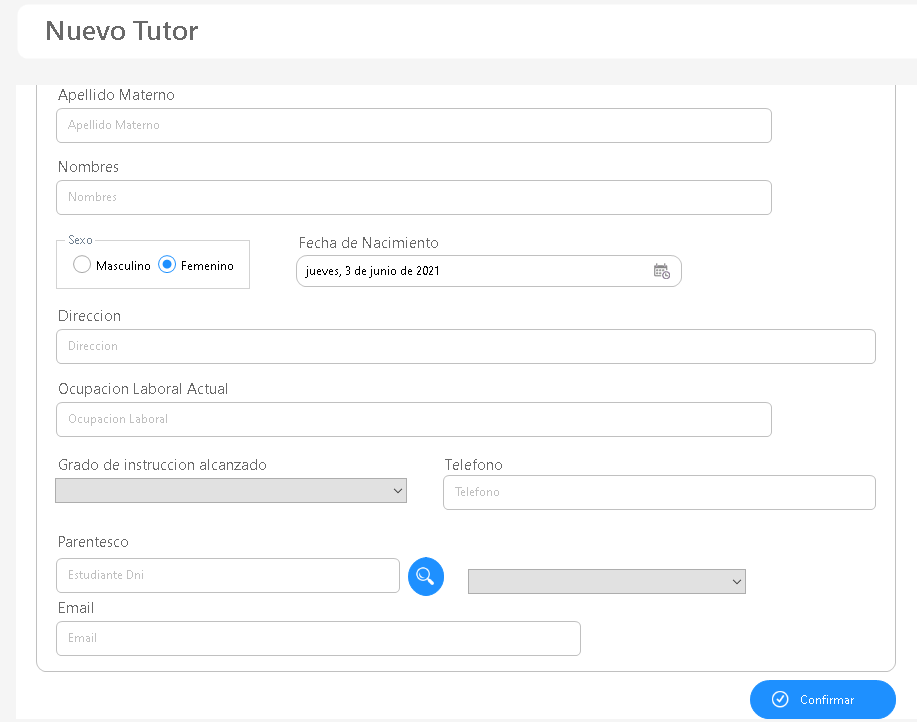 Nuevo Tutor
Apellido Materno
Apellido Materno
Nombres
Nombres
Sexo
Masculino Femenino
Fecha de Nacimiento
jueves, 3 de junio de 2021
Direccion
Direccion
Ocupacion Laboral Actual
Ocupacion Laboral
Grado de instruccion alcanzado
Telefono
Telefono
Parentesco
Estudiante Dni
Email
Email
Confirmar